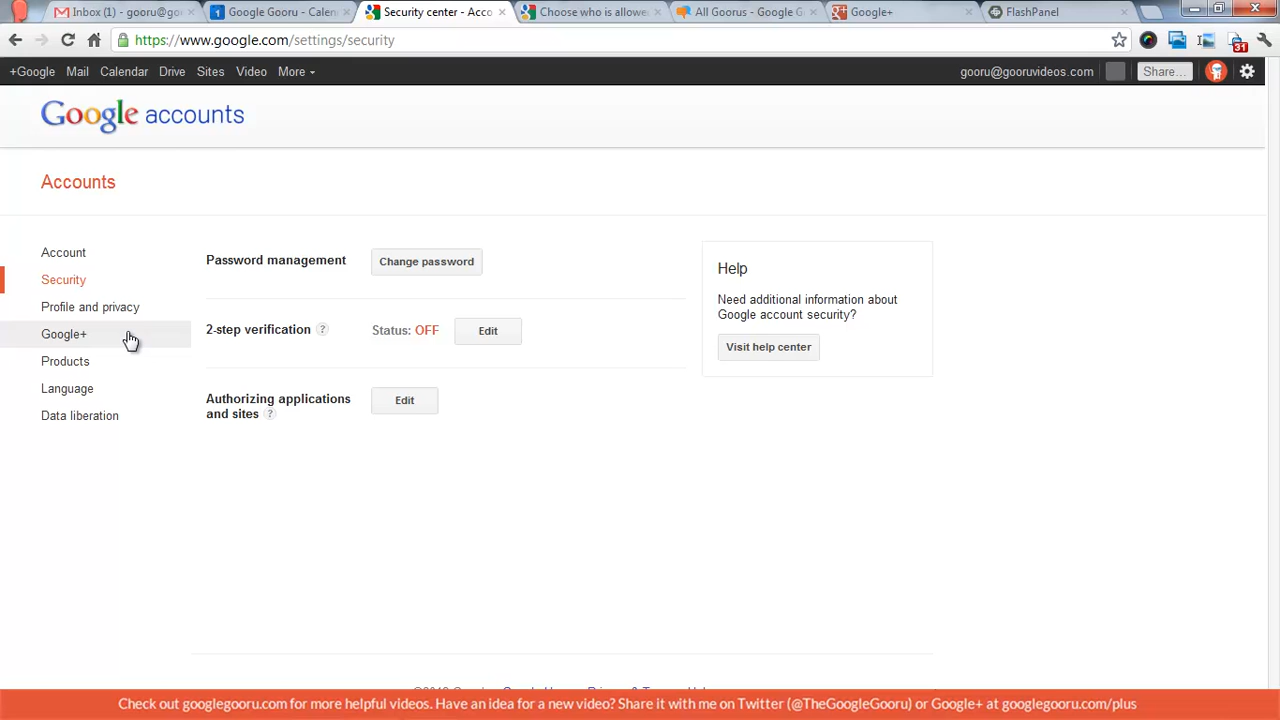 Inbox (1) - gooru@go
Google Gooru - Calen
Security center - Acco
Choose who is allowe
All Goorus - Google G
Google+
FlashPanel
https://www.google.com/settings/security
31
+Google Mail Calendar Drive Sites Video More
gooru@gooruvideos.com Share...
Google accounts
Accounts
Account
Security
Profile and privacy
Google+
Products
Language
Data liberation
Password management Change password
2-step verification ? Status: OFF Edit
Authorizing applications
and sites ? Edit
Help
Need additional information about
Google account security?
Visit help center
Check out googlegooru.com for more helpful videos. Have an idea for a new video? Share it with me on Twitter (@TheGoogleGooru) or Google+ at googlegooru.com/plus